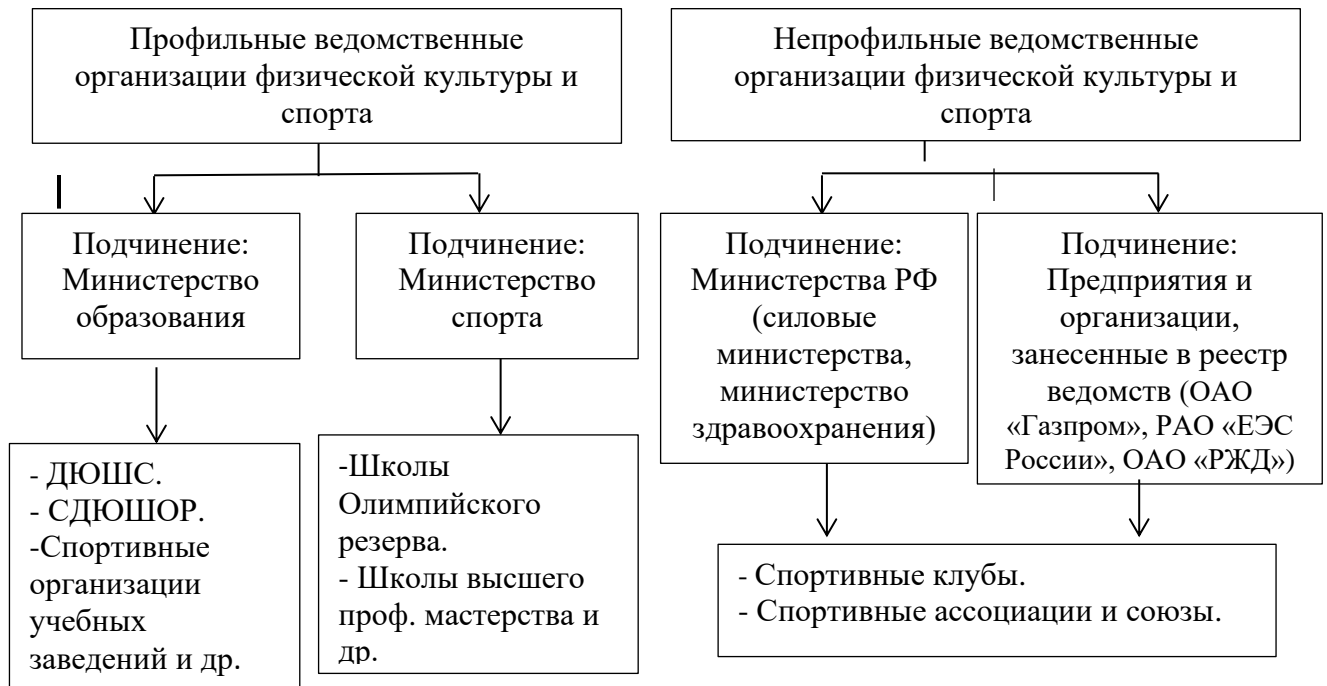 Профильные ведомственные
организации физической культуры и
спорта
Непрофильные ведомственные
организации физической культуры и
спорта
Подчинение:
Министерство
образования
Подчинение:
Министерство
спорта
Подчинение:
Министерства РФ
(силовые
министерства,
министерство
здравоохранения)
Подчинение:
Предприятия и
организации,
занесенные в реестр
ведомств (ОАО
«Газпром», РАО «ЕЭС
России», ОАО «РЖД»)
- ДЮШС.
- СДЮШОР.
-Спортивные
организации
учебных
заведений и др.
-Школы
Олимпийского
резерва.
- Школы высшего
проф. мастерства и
др.
- Спортивные клубы.
- Спортивные ассоциации и союзы.